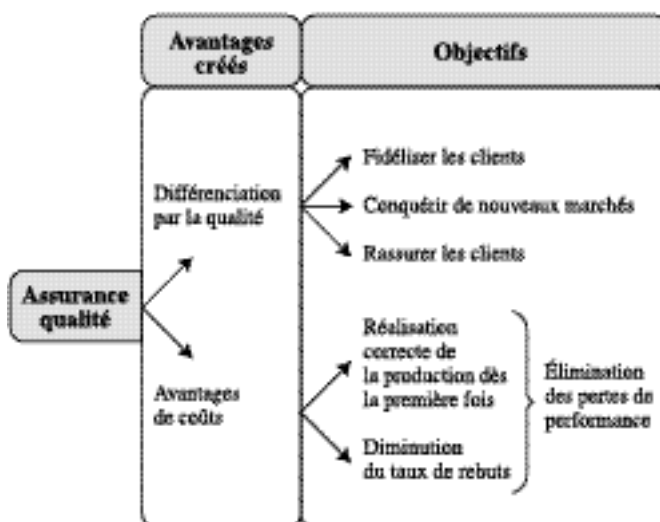 Avantages
créés
Objectifs
Fidéliser les clients
Différenciation
par la qualité
Conquérir de nouveaux marchés
Rassurer les clients
Assurance
qualité
Réalisation
correcte de
la production dès
la première fois
Élimination
des pertes de
performance
Avantages
de coûts
Diminution
du taux de rebuts